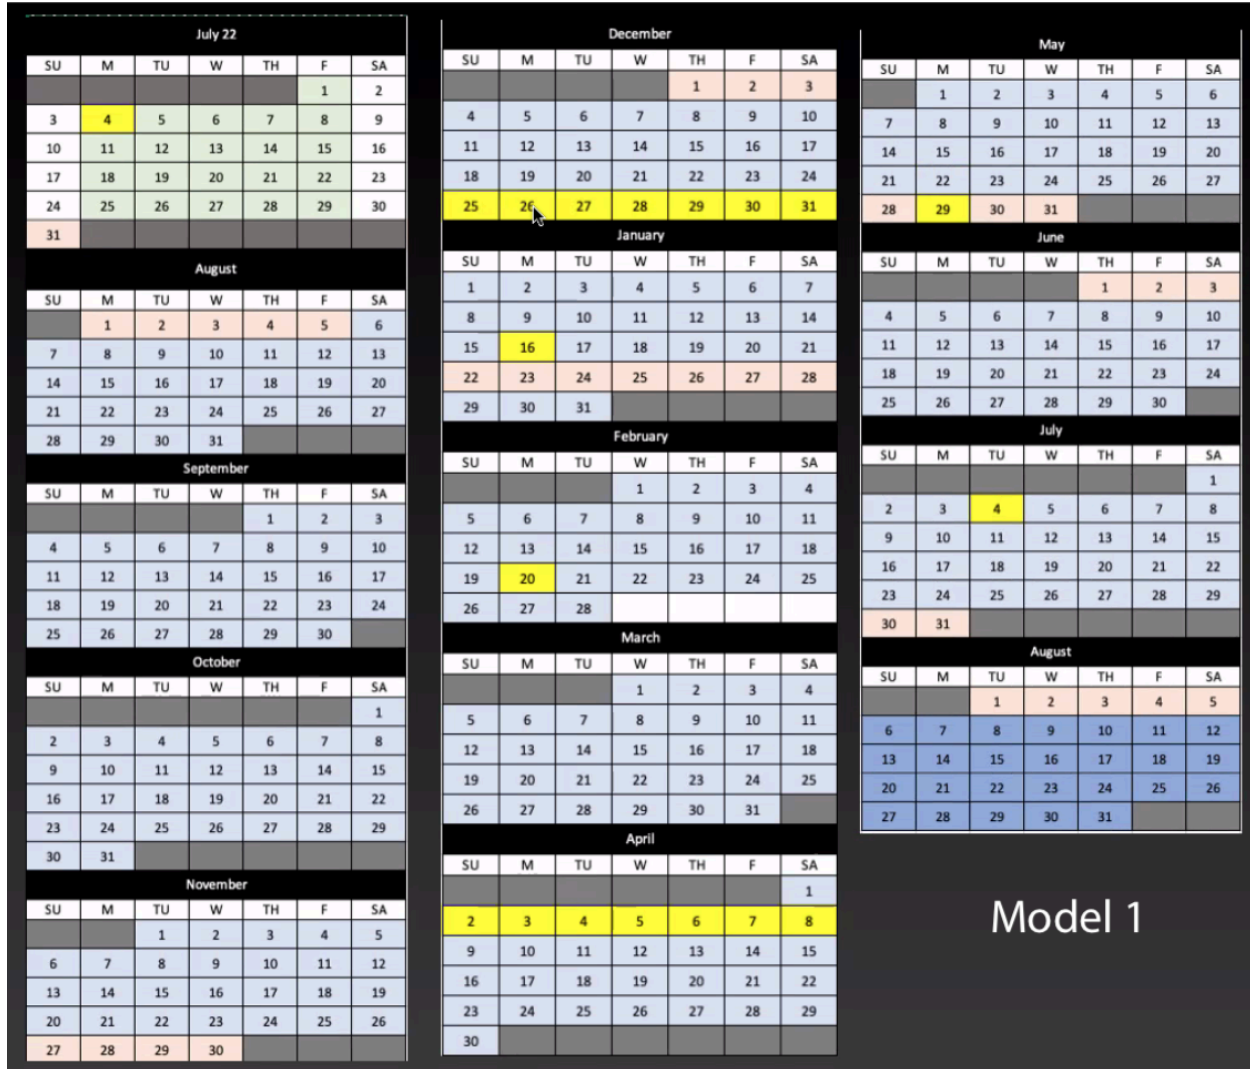 July 22
SU M TU W TH F SA
1 2
3 4 5 6 7 8 9
10 11 12 13 14 15 16
17 18 19 20 21 22 23
24 25 26 27 28 29 30
31
August
SU M TU W TH F SA
1 2 3 4 5 6
7 8 9 10 11 12 13
14 15 16 17 18 19 20
21 22 23 24 25 26 27
28 29 30 31
September
SU M TU W TH F SA
1 2 3
4 5 6 7 8 9 10
11 12 13 14 15 16 17
18 19 20 21 22 23 24
25 26 27 28 29 30
October
SU M TU W TH F SA
1
2 3 4 5 6 7 8
9 10 11 12 13 14 15
16 17 18 19 20 21 22
23 24 25 26 27 28 29
30 31
November
SU M TU W TH F SA
1 2 3 4 5
6 7 8 9 10 11 12
13 14 15 16 17 18 19
20 21 22 23 24 25 26
27 28 29 30
December
SU M TU W TH F SA
1 2 3
4 5 6 7 8 9 10
11 12 13 14 15 16 17
18 19 20 21 22 23 24
25 26 27 28 29 30 31
January
SU M TU W TH F SA
1 2 3 4 5 6 7
8 9 10 11 12 13 14
15 16 17 18 19 20 21
22 23 24 25 26 27 28
29 30 31
February
SU M TU W TH F SA
1 2 3 4
5 6 7 8 9 10 11
12 13 14 15 16 17 18
19 20 21 22 23 24 25
26 27 28
March
SU M TU W TH F SA
1 2 3 4
5 6 7 8 9 10 11
12 13 14 15 16 17 18
19 20 21 22 23 24 25
26 27 28 29 30 31
April
SU M TU W TH F SA
1
2 3 4 5 6 7 8
9 10 11 12 13 14 15
16 17 18 19 20 21 22
23 24 25 26 27 28 29
30
May
SU M TU W TH F SA
1 2 3 4 5 6
7 8 9 10 11 12 13
14 15 16 17 18 19 20
21 22 23 24 25 26 27
28 29 30 31
June
SU M TU W TH F SA
1 2 3
4 5 6 7 8 9 10
11 12 13 14 15 16 17
18 19 20 21 22 23 24
25 26 27 28 29 30
July
SU M TU W TH F SA
1
2 3 4 5 6 7 8
9 10 11 12 13 14 15
16 17 18 19 20 21 22
23 24 25 26 27 28 29
30 31
August
SU M TU W TH F SA
1 2 3 4 5
6 7 8 9 10 11 12
13 14 15 16 17 18 19
20 21 22 23 24 25 26
27 28 29 30 31
Model 1